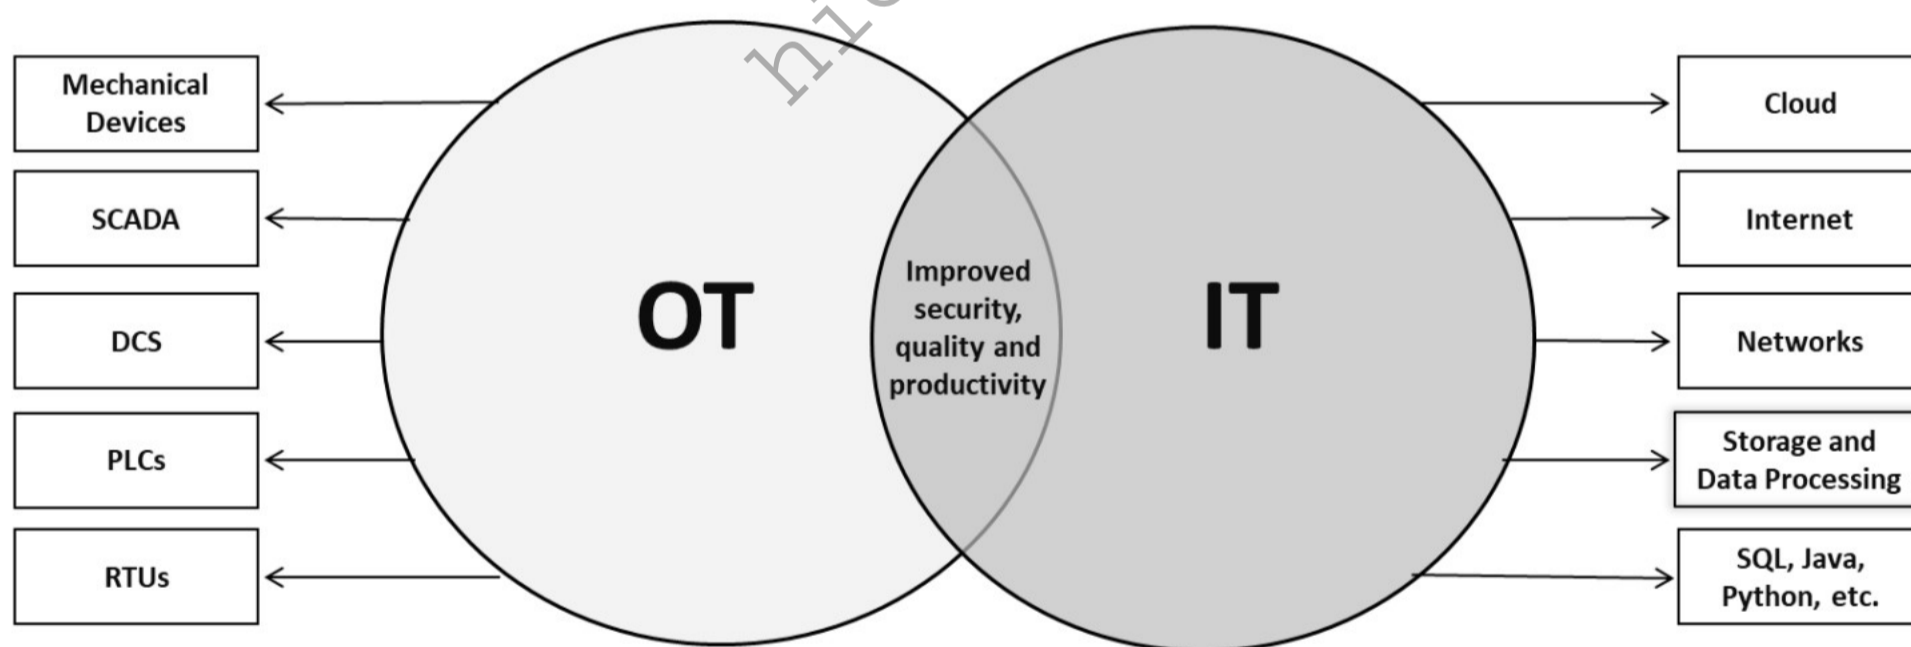 Mechanical
Devices
SCADA
DCS
PLCs
RTUs
OT
Improved
security,
quality and
productivity
IT
Cloud
Internet
Networks
Storage and
Data Processing
SQL, Java,
Python, etc.